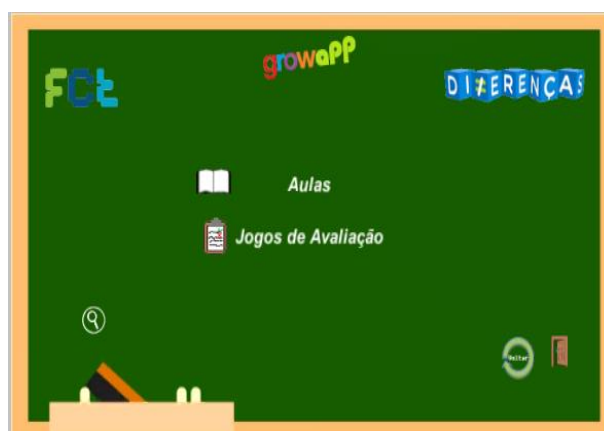 growapp
FCt
DI≠ERENÇAS
Aulas
Jogos de Avaliação
Voltar